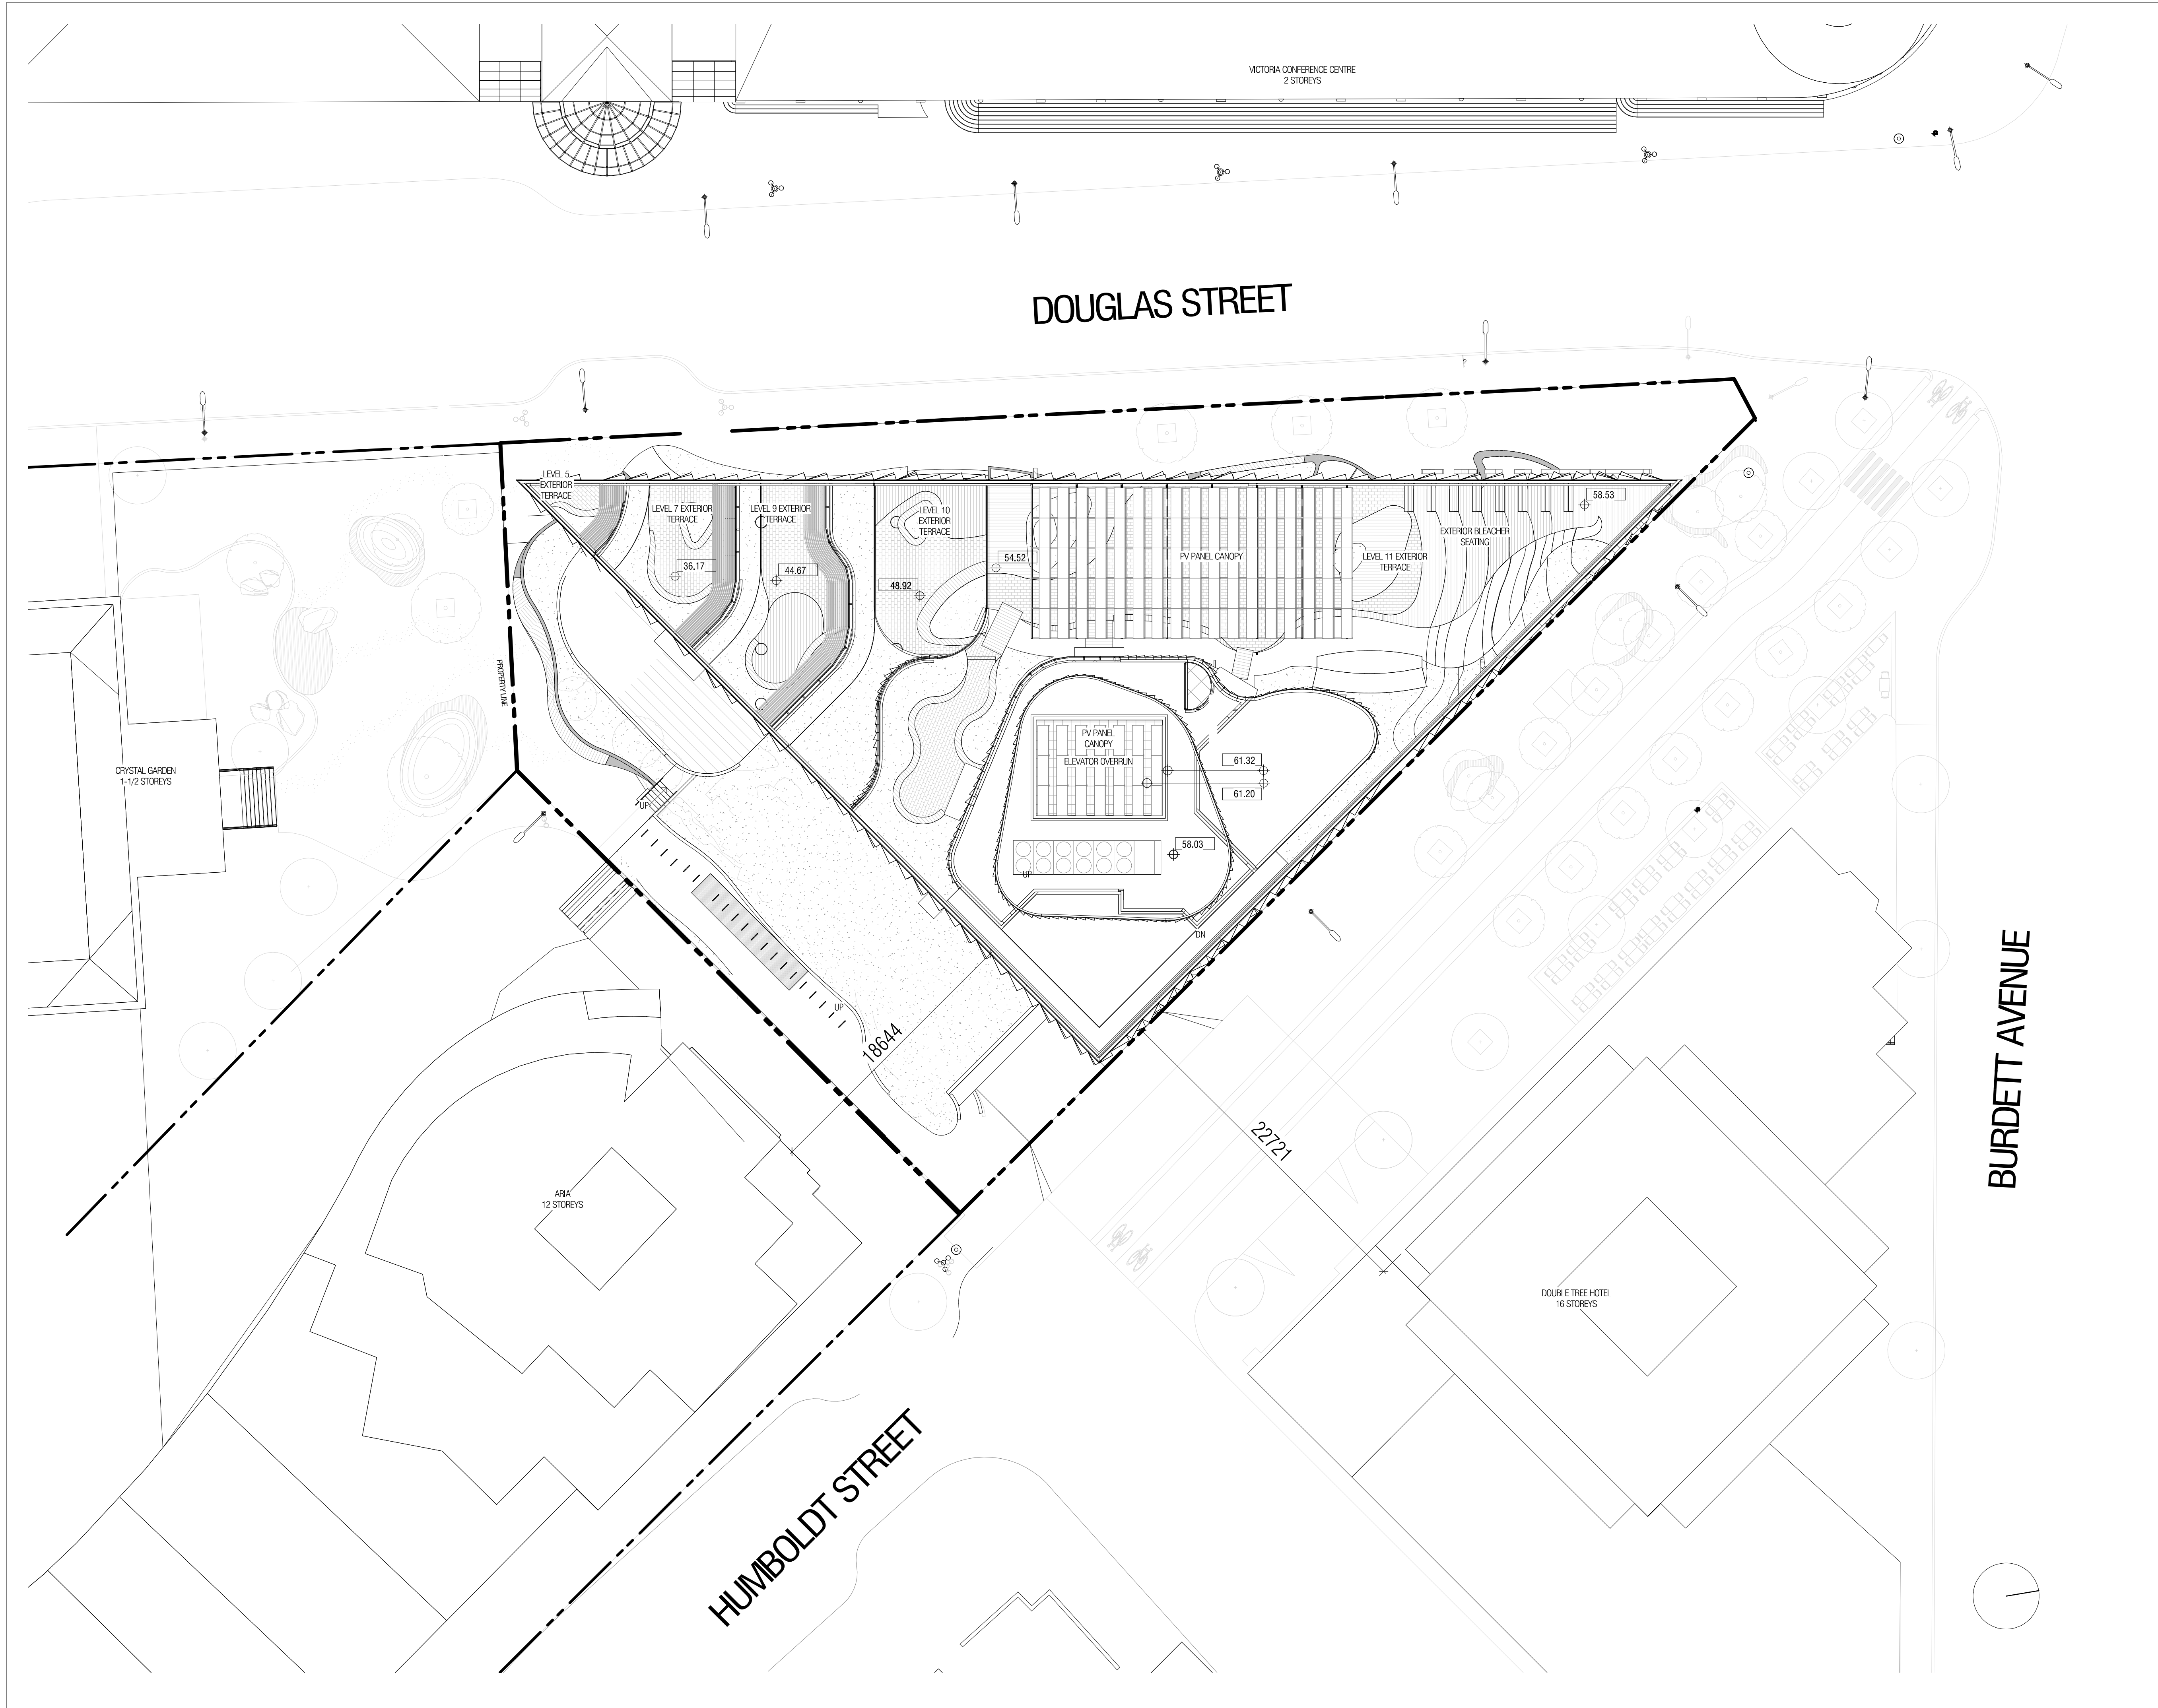 VICTORIA CONFERENCE CENTRE
2 STOREYS
DOUGLAS STREET
LEVEL 5
EXTERIOR
TERRACE
LEVEL 7 EXTERIOR
TERRACE
LEVEL 9 EXTERIOR
TERRACE
LEVEL 10
EXTERIOR
TERRACE
58.53
EXTERIOR BLEACHER
SEATING
PV PANEL CANOPY
LEVEL 11 EXTERIOR
TERRACE
36.17
44.67
48.92
54.52
PROPERTY LINE
CRYSTAL GARDEN
1-1/2 STOREYS
PV PANEL
CANOPY
ELEVATOR OVERRUN
61.32
61.20
UP
58.03
UP
DN
UP
18644
22721
BURDETT AVENUE
ARIA
12 STOREYS
DOUBLE TREE HOTEL
16 STOREYS
HUMBOLDT STREET